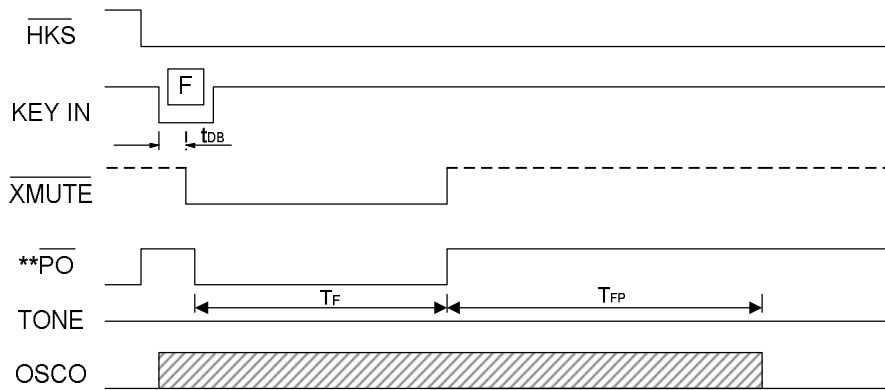 HKS
F
KEY IN
tDB
XMUTE
**PO
TF
TFP
TONE
OSCO